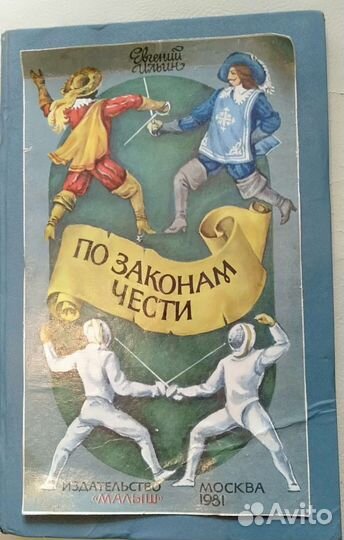 Евгений
Ильин
ПО ЗАКОНАМ
ЧЕСТИ
ИЗДАТЕЛЬСТВО
«МАЛЫШ»
МОСКВА
1981
Avito